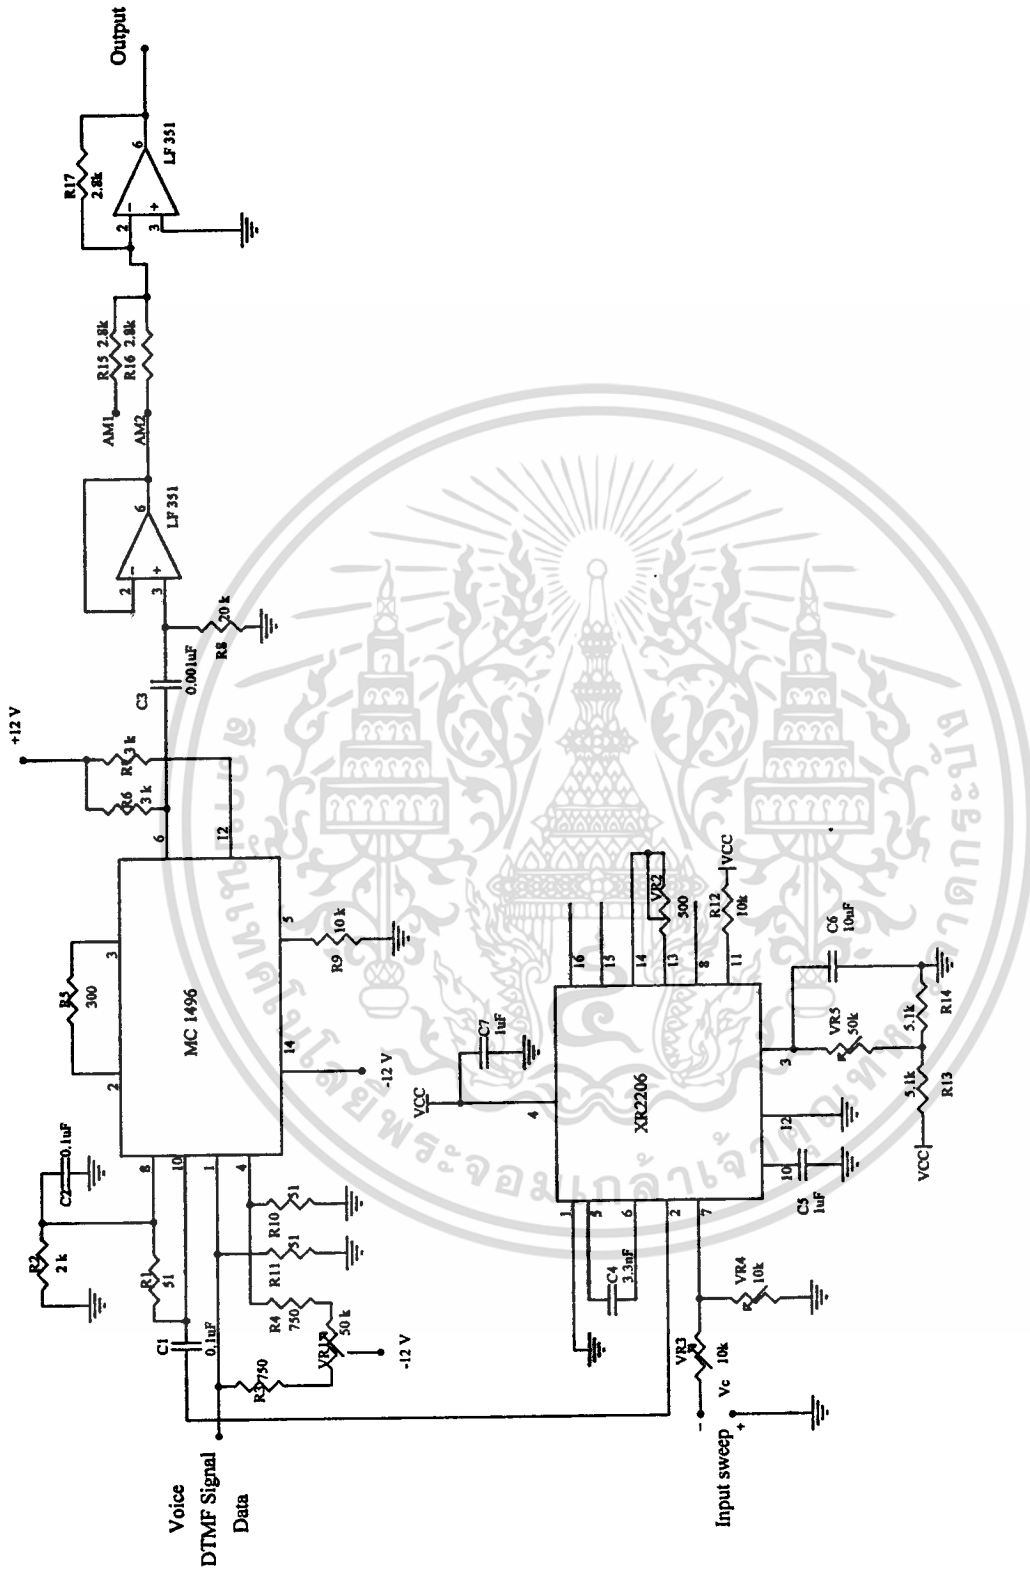 Output
R17
2.8k
6
LF 351
2
-
3
+
R15 2.8k
R16 2.8k
AM1
AM2
6
LF 351
2
-
3
+
20 k
R8
C3
0.001uF
+12 V
3 k
R6
3 k
6
12
MC 1496
3
5
2
14
8
10
1
4
R5
300
R9
10 k
-12 V
C2
0.1uF
R2
2 k
R1
51
C1
0.1uF
R10
51
R11
51
R4
750
VR1
50 k
-12 V
R3
750
Voice
DTMF Signal
Data
XR2206
16
15
14
13
8
11
VR2
500
R12
10k
VCC
VCC
C7
1uF
4
3
12
10
1
5
6
2
7
C6
10uF
VR5
50k
5.1k
R14
5.1k
R13
VCC
C5
1uF
C4
3.3nF
VR4
10k
VR3
10k
Vc
-
+
Input sweep